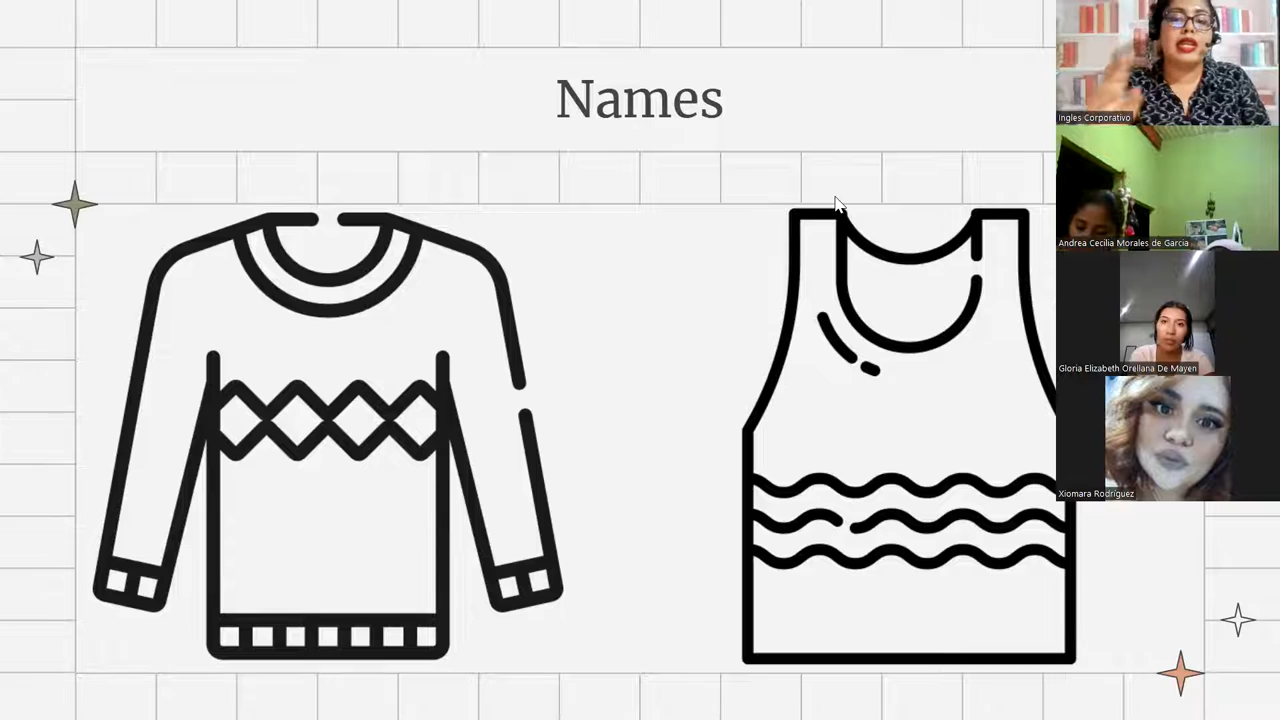 Names
Ingles Corporativo
Andrea Cecilia Morales de Garcia
Gloria Elizabeth Orellana De Mayen
Xiomara Rodriguez